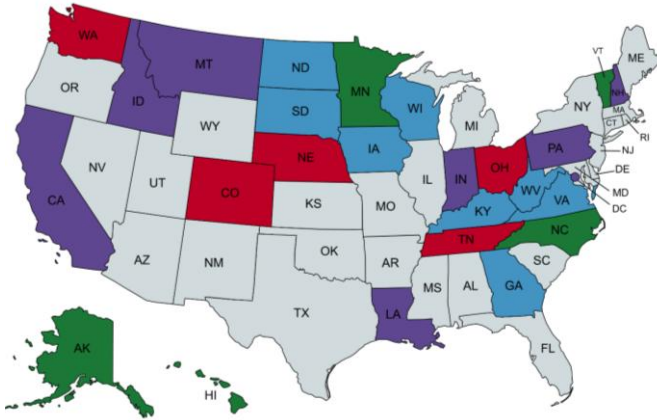 WA
OR
CA
NV
ID
MT
WY
UT
AZ
CO
NM
ND
SD
NE
KS
OK
TX
MN
IA
MO
AR
LA
WI
IL
MI
IN
OH
KY
TN
MS
AL
GA
FL
SC
NC
VA
WV
PA
NY
VT
NH
ME
MA
CT
RI
NJ
DE
MD
DC
AK
HI